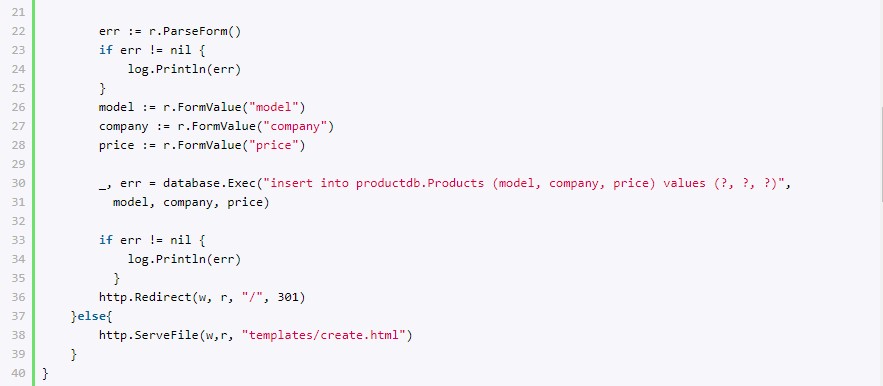 21
22 err := r.ParseForm()
23 if err != nil {
24 log.Println(err)
25 }
26 model := r.FormValue("model")
27 company := r.FormValue("company")
28 price := r.FormValue("price")
29
30 _, err = database.Exec("insert into productdb.Products (model, company, price) values (?, ?, ?)",
31 model, company, price)
32
33 if err != nil {
34 log.Println(err)
35 }
36 http.Redirect(w, r, "/", 301)
37 }else{
38 http.ServeFile(w,r, "templates/create.html")
39 }
40 }